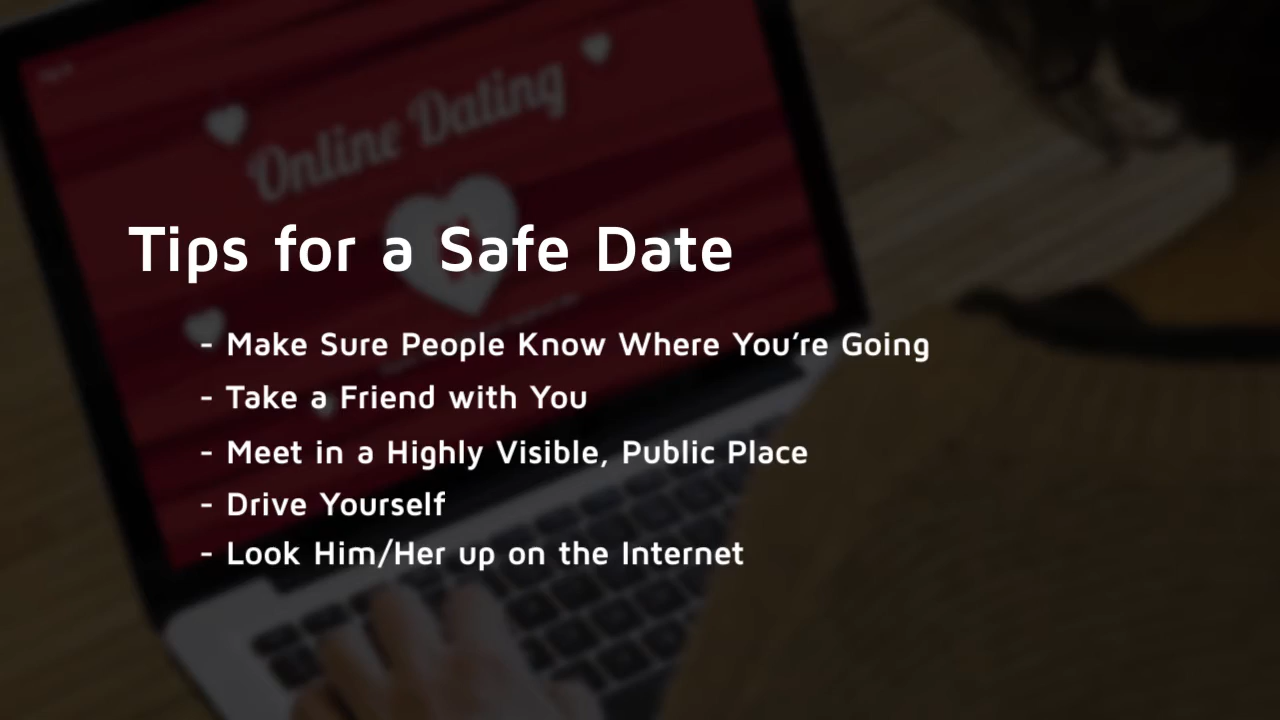 Online Dating
Tips for a Safe Date
- Make Sure People Know Where You’re Going
- Take a Friend with You
- Meet in a Highly Visible, Public Place
- Drive Yourself
- Look Him/Her up on the Internet